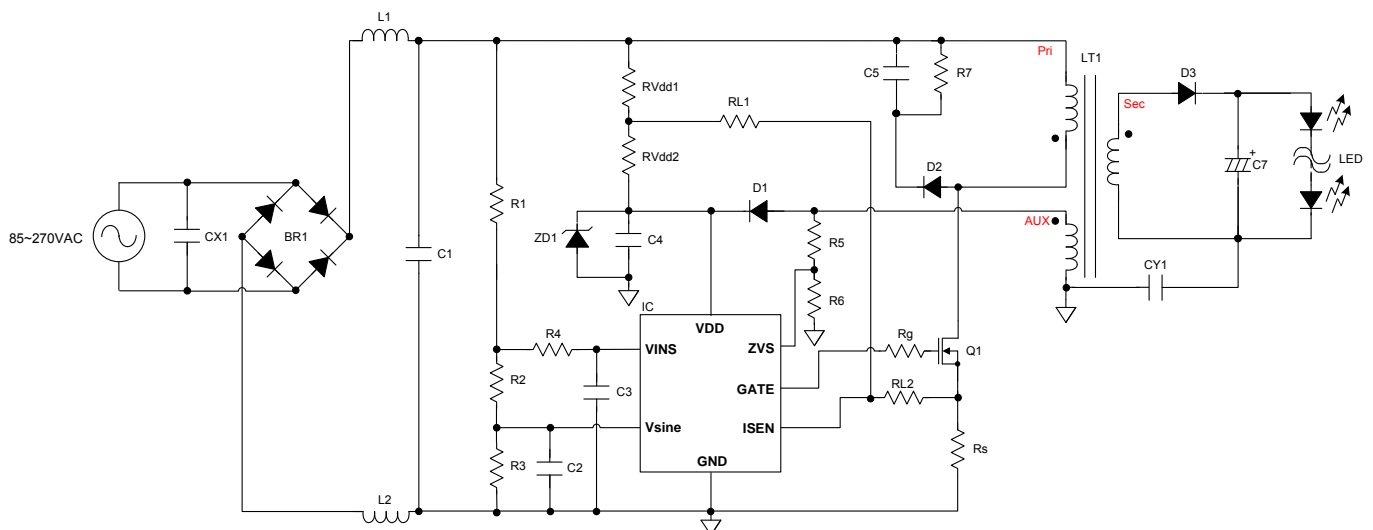 L1
Pri
LT1
C5
R7
D3
RVdd1
RL1
Sec
RVdd2
D2
+
C7
LED
R1
D1
85~270VAC
CX1
BR1
C1
ZD1
C4
R5
AUX
CY1
R6
IC
VDD
R4
VINS
ZVS
Rg
Q1
R2
C3
GATE
RL2
Vsine
ISEN
R3
C2
GND
Rs
L2